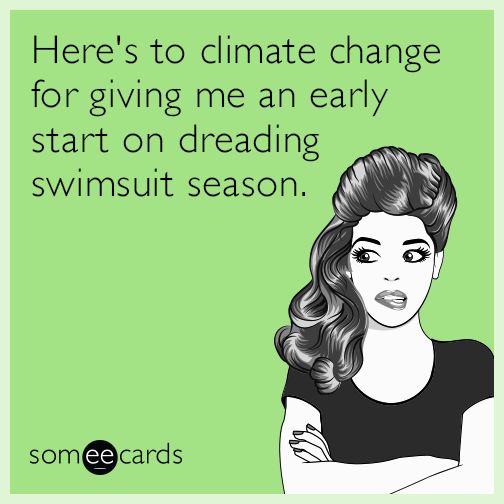 Here's to climate change
for giving me an early
start on dreading
swimsuit season.
someecards